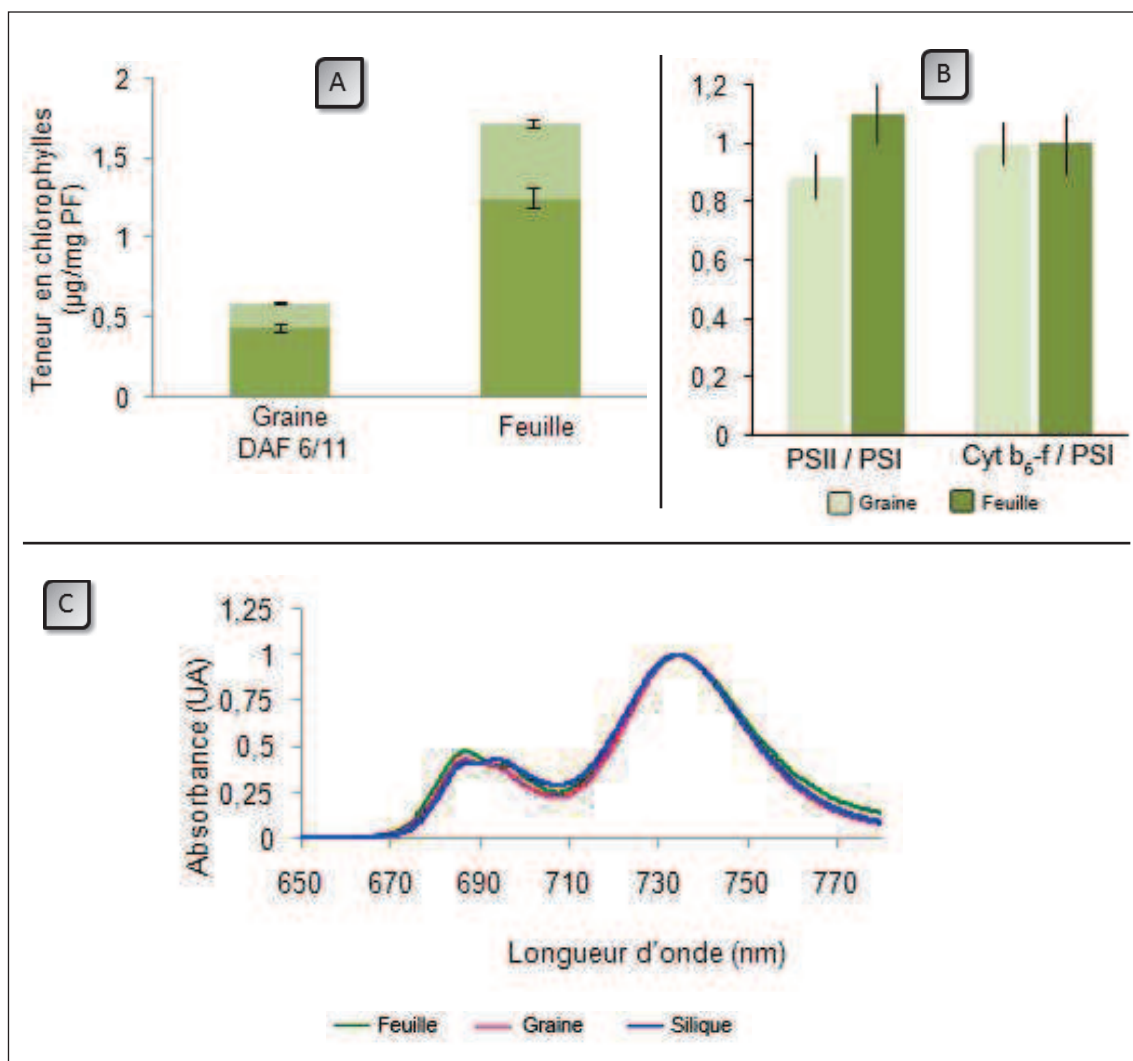 A
2
1,5
1
0,5
0
Teneur en chlorophylles
(µg/mg PF)
Graine
DAF 6/11
Feuille
B
1,2
1
0,8
0,6
0,4
0,2
0
PSII / PSI
Cyt b₆-f / PSI
Graine
Feuille
C
1,25
1
0,75
0,5
0,25
0
Absorbance (UA)
650 670 690 710 730 750 770
Longueur d'onde (nm)
Feuille Graine Silique